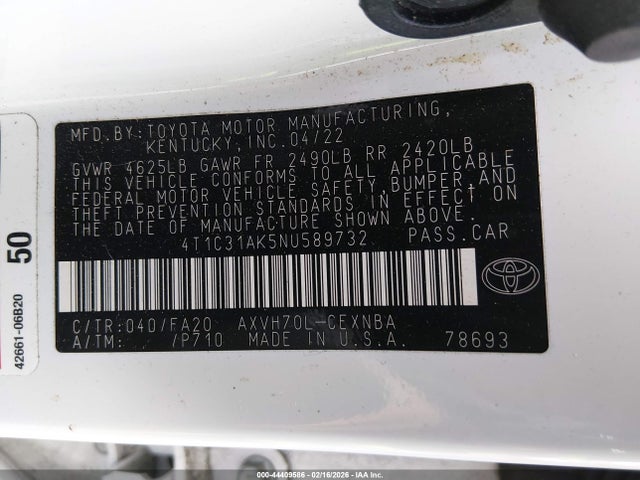 MFD. BY: TOYOTA MOTOR MANUFACTURING,
KENTUCKY, INC. 04/22
GVWR 4625LB GAWR FR 2490LB RR 2420LB
THIS VEHICLE CONFORMS TO ALL APPLICABLE
FEDERAL MOTOR VEHICLE SAFETY, BUMPER, AND
THEFT PREVENTION STANDARDS IN EFFECT ON
THE DATE OF MANUFACTURE SHOWN ABOVE.
4T1C31AK5NU589732 PASS. CAR
C/TR: 040/FA20 AXVH70L-CEXNBA
A/TM: /P710 MADE IN U.S.A. 78693
50
42661-06B20
000-44409586 - 02/16/2026 - IAAI.CA